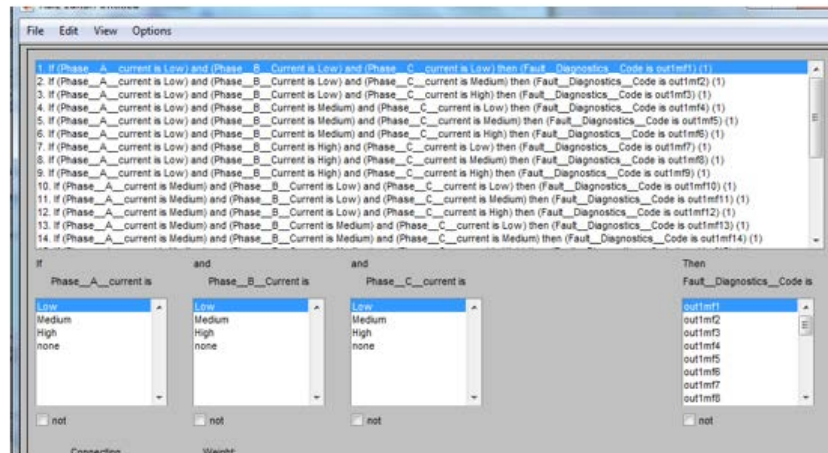 File Edit View Options
1. If (Phase__A__current is Low) and (Phase__B__Current is Low) and (Phase__C__current is Low) then (Fault__Diagnostics__Code is out1mf1) (1)
2. If (Phase__A__current is Low) and (Phase__B__Current is Low) and (Phase__C__current is Medium) then (Fault__Diagnostics__Code is out1mf2) (1)
3. If (Phase__A__current is Low) and (Phase__B__Current is Low) and (Phase__C__current is High) then (Fault__Diagnostics__Code is out1mf3) (1)
4. If (Phase__A__current is Low) and (Phase__B__Current is Medium) and (Phase__C__current is Low) then (Fault__Diagnostics__Code is out1mf4) (1)
5. If (Phase__A__current is Low) and (Phase__B__Current is Medium) and (Phase__C__current is Medium) then (Fault__Diagnostics__Code is out1mf5) (1)
6. If (Phase__A__current is Low) and (Phase__B__Current is Medium) and (Phase__C__current is High) then (Fault__Diagnostics__Code is out1mf6) (1)
7. If (Phase__A__current is Low) and (Phase__B__Current is High) and (Phase__C__current is Low) then (Fault__Diagnostics__Code is out1mf7) (1)
8. If (Phase__A__current is Low) and (Phase__B__Current is High) and (Phase__C__current is Medium) then (Fault__Diagnostics__Code is out1mf8) (1)
9. If (Phase__A__current is Low) and (Phase__B__Current is High) and (Phase__C__current is High) then (Fault__Diagnostics__Code is out1mf9) (1)
10. If (Phase__A__current is Medium) and (Phase__B__Current is Low) and (Phase__C__current is Low) then (Fault__Diagnostics__Code is out1mf10) (1)
11. If (Phase__A__current is Medium) and (Phase__B__Current is Low) and (Phase__C__current is Medium) then (Fault__Diagnostics__Code is out1mf11) (1)
12. If (Phase__A__current is Medium) and (Phase__B__Current is Low) and (Phase__C__current is High) then (Fault__Diagnostics__Code is out1mf12) (1)
13. If (Phase__A__current is Medium) and (Phase__B__Current is Medium) and (Phase__C__current is Low) then (Fault__Diagnostics__Code is out1mf13) (1)
14. If (Phase__A__current is Medium) and (Phase__B__Current is Medium) and (Phase__C__current is Medium) then (Fault__Diagnostics__Code is out1mf14) (1)
If and and Then
Phase__A__current is Phase__B__Current is Phase__C__current is Fault__Diagnostics__Code is
Low Low Low out1mf1
Medium Medium Medium out1mf2
High High High out1mf3
none none none out1mf4
out1mf5
out1mf6
out1mf7
out1mf8
not not not not
Connecting Weight: